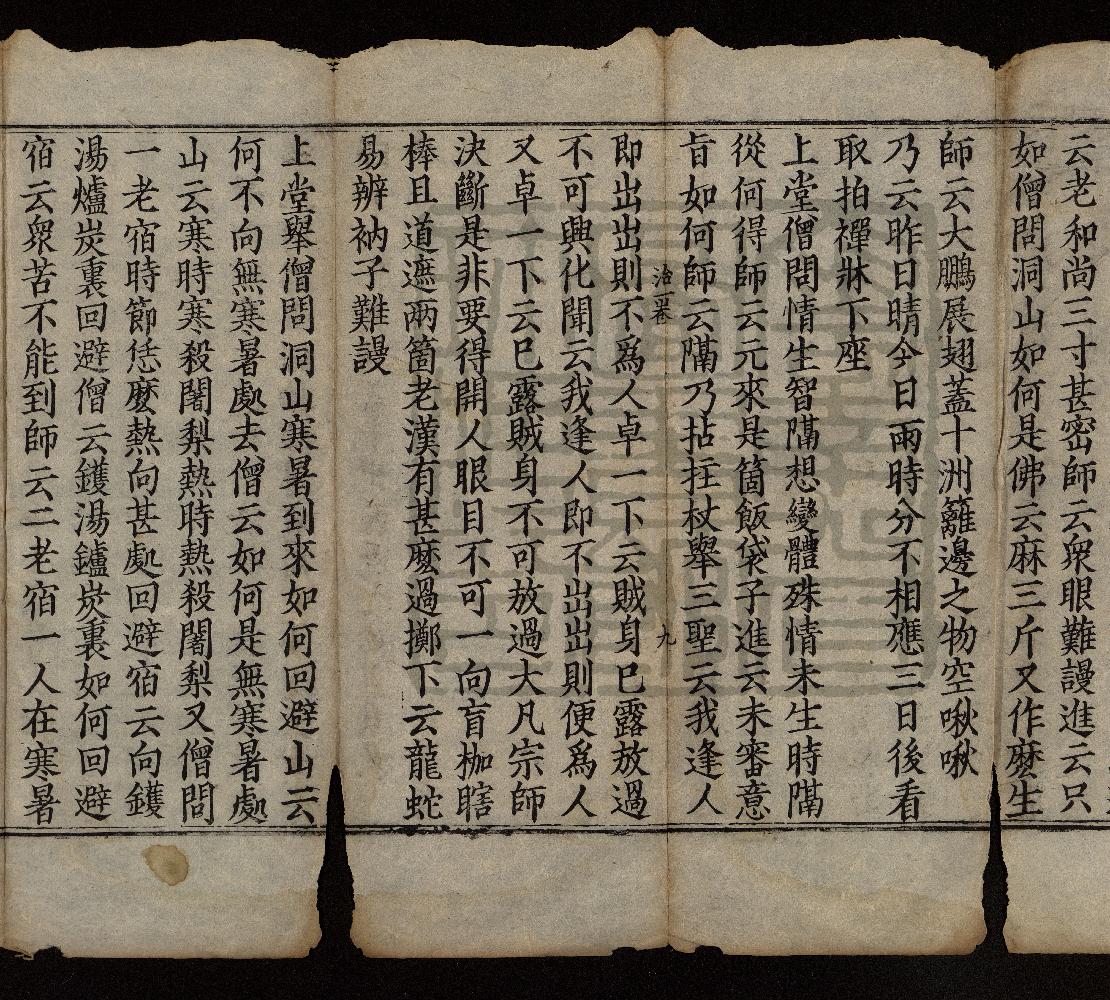 云老和尚三寸甚密師云衆眼難謾進云只
如僧問洞山如何是佛云麻三斤又作麽生
師云大鵬展翅蓋十洲籬邊之物空啾啾
乃云昨日晴今日雨時分不相應三日後看
取拍禪牀下座
上堂僧問情生智隔想變體殊情未生時隔
從何得師云元來是箇飯袋子進云未審意
旨如何師云隔乃拈拄杖舉三聖云我逢人
治一卷 九
即出出則不爲人卓一下云賊身已露放過
不可興化聞云我逢人即不出出則便爲人
又卓一下云已露賊身不可放過大凡宗師
決斷是非要得開人眼目不可一向盲枷瞎
棒且道遮兩箇老漢有甚麽過擲下云龍蛇
易辨衲子難謾
上堂舉僧問洞山寒暑到來如何回避山云
何不向無寒暑處去僧云如何是無寒暑處
山云寒時寒殺闍梨熱時熱殺闍梨又僧問
一老宿時節恁麽熱向甚處回避宿云向鑊
湯爐炭裏回避僧云鑊湯鑪炭裏如何回避
宿云衆苦不能到師云二老宿一人在寒暑